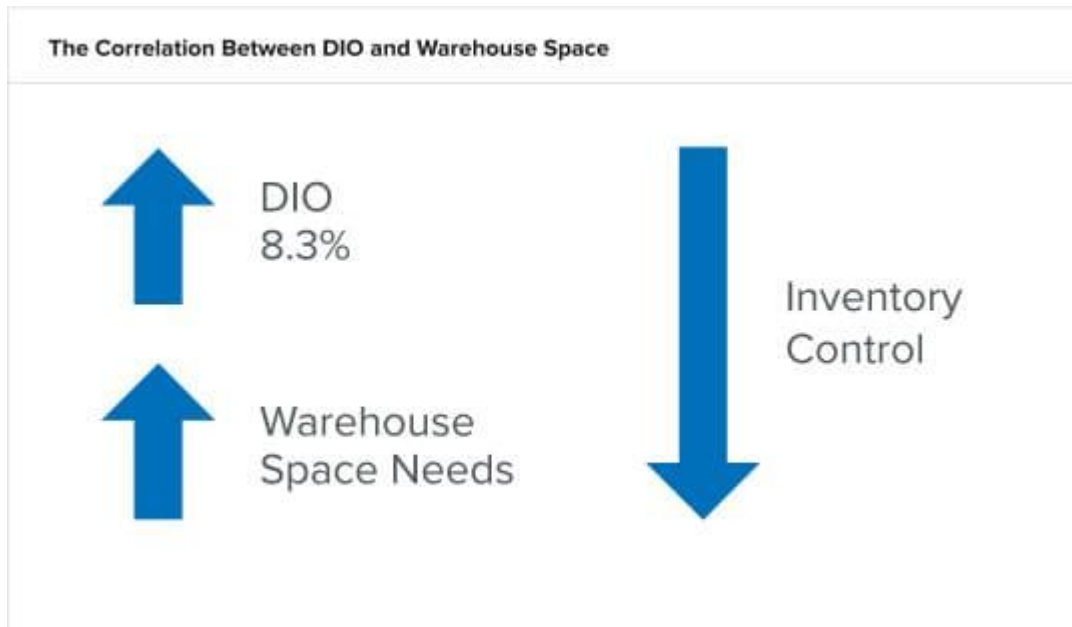 The Correlation Between DIO and Warehouse Space
DIO
8.3%
Warehouse
Space Needs
Inventory
Control